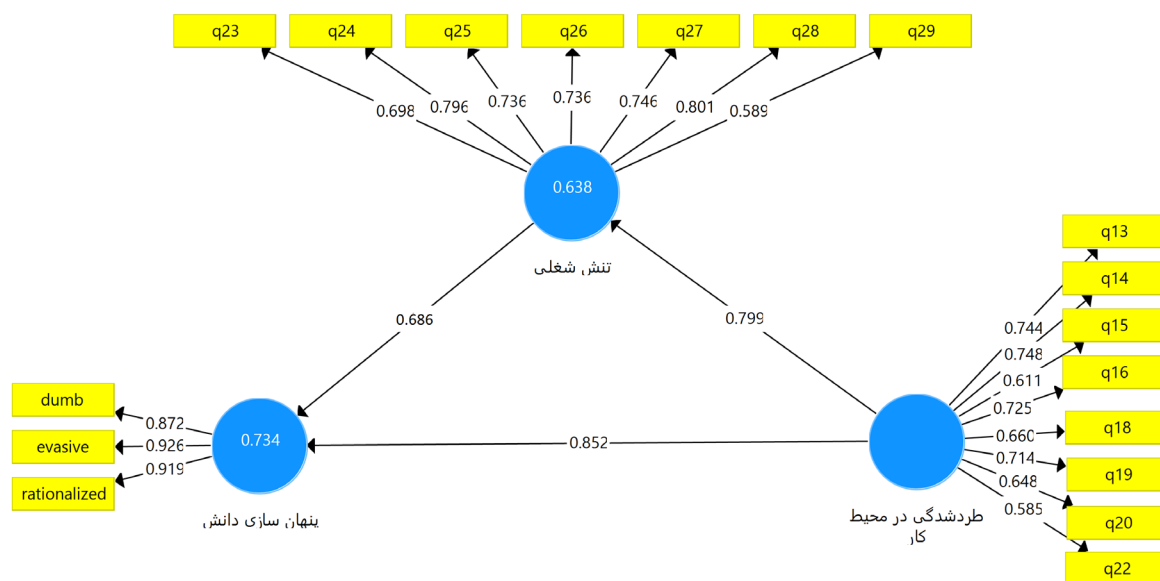 q23
q24
q25
q26
q27
q28
q29
0.698
0.796
0.736
0.736
0.746
0.801
0.589
0.638
تنش شغلی
0.686
0.799
0.852
dumb
evasive
rationalized
0.872
0.926
0.919
0.734
پنهان سازی دانش
q13
q14
q15
q16
q18
q19
q20
q22
0.744
0.748
0.611
0.725
0.660
0.714
0.648
0.585
طردشدگی در محیط
کار